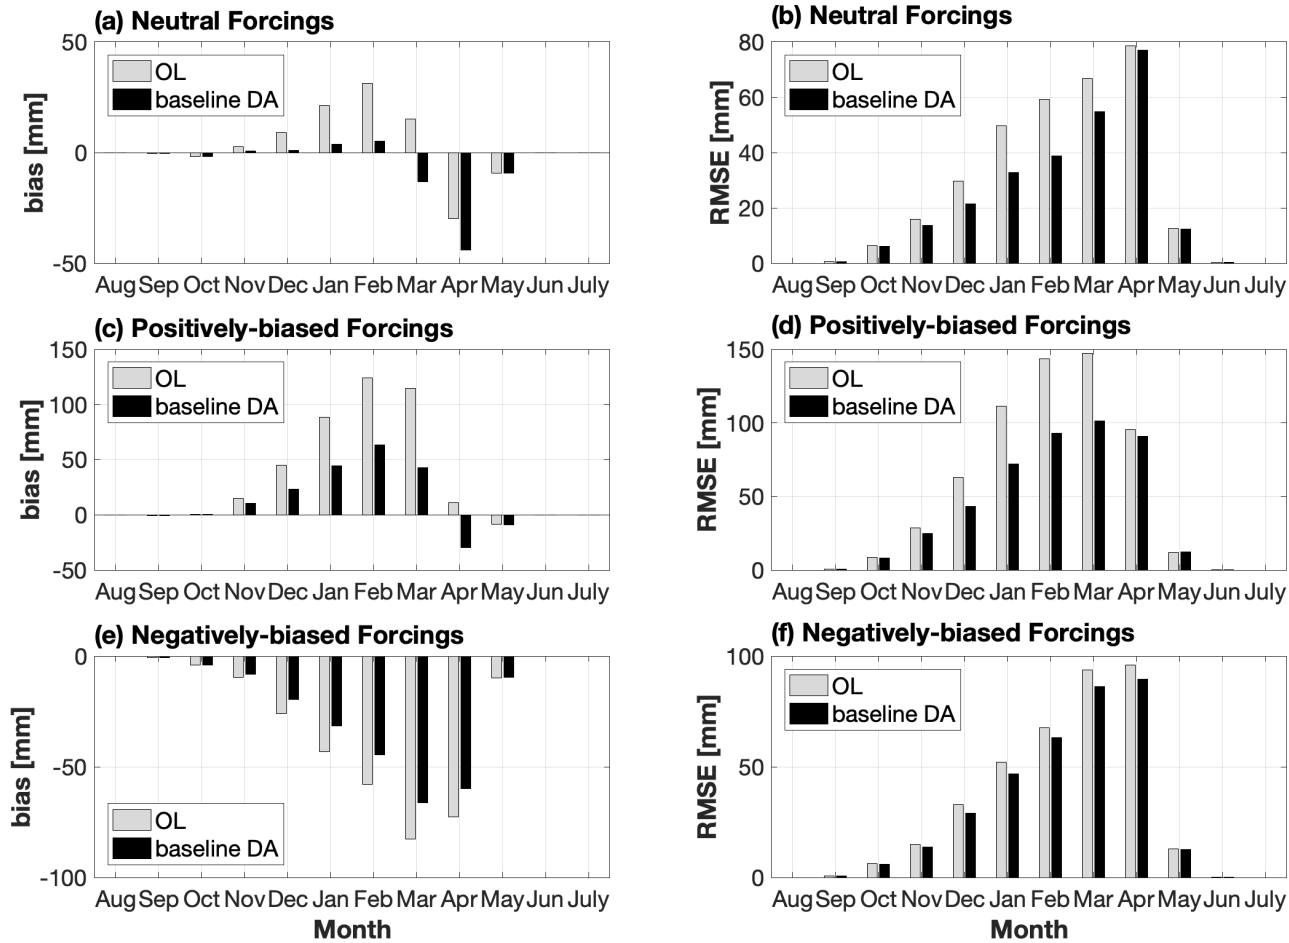 (a) Neutral Forcings
bias [mm]
50
0
-50
OL
baseline DA
Aug Sep Oct Nov Dec Jan Feb Mar Apr May Jun July
(b) Neutral Forcings
RMSE [mm]
80
60
40
20
0
OL
baseline DA
Aug Sep Oct Nov Dec Jan Feb Mar Apr May Jun July
(c) Positively-biased Forcings
bias [mm]
150
100
50
0
-50
OL
baseline DA
Aug Sep Oct Nov Dec Jan Feb Mar Apr May Jun July
(d) Positively-biased Forcings
RMSE [mm]
150
100
50
0
OL
baseline DA
Aug Sep Oct Nov Dec Jan Feb Mar Apr May Jun July
(e) Negatively-biased Forcings
bias [mm]
0
-50
-100
OL
baseline DA
Aug Sep Oct Nov Dec Jan Feb Mar Apr May Jun July
Month
(f) Negatively-biased Forcings
RMSE [mm]
100
50
0
OL
baseline DA
Aug Sep Oct Nov Dec Jan Feb Mar Apr May Jun July
Month